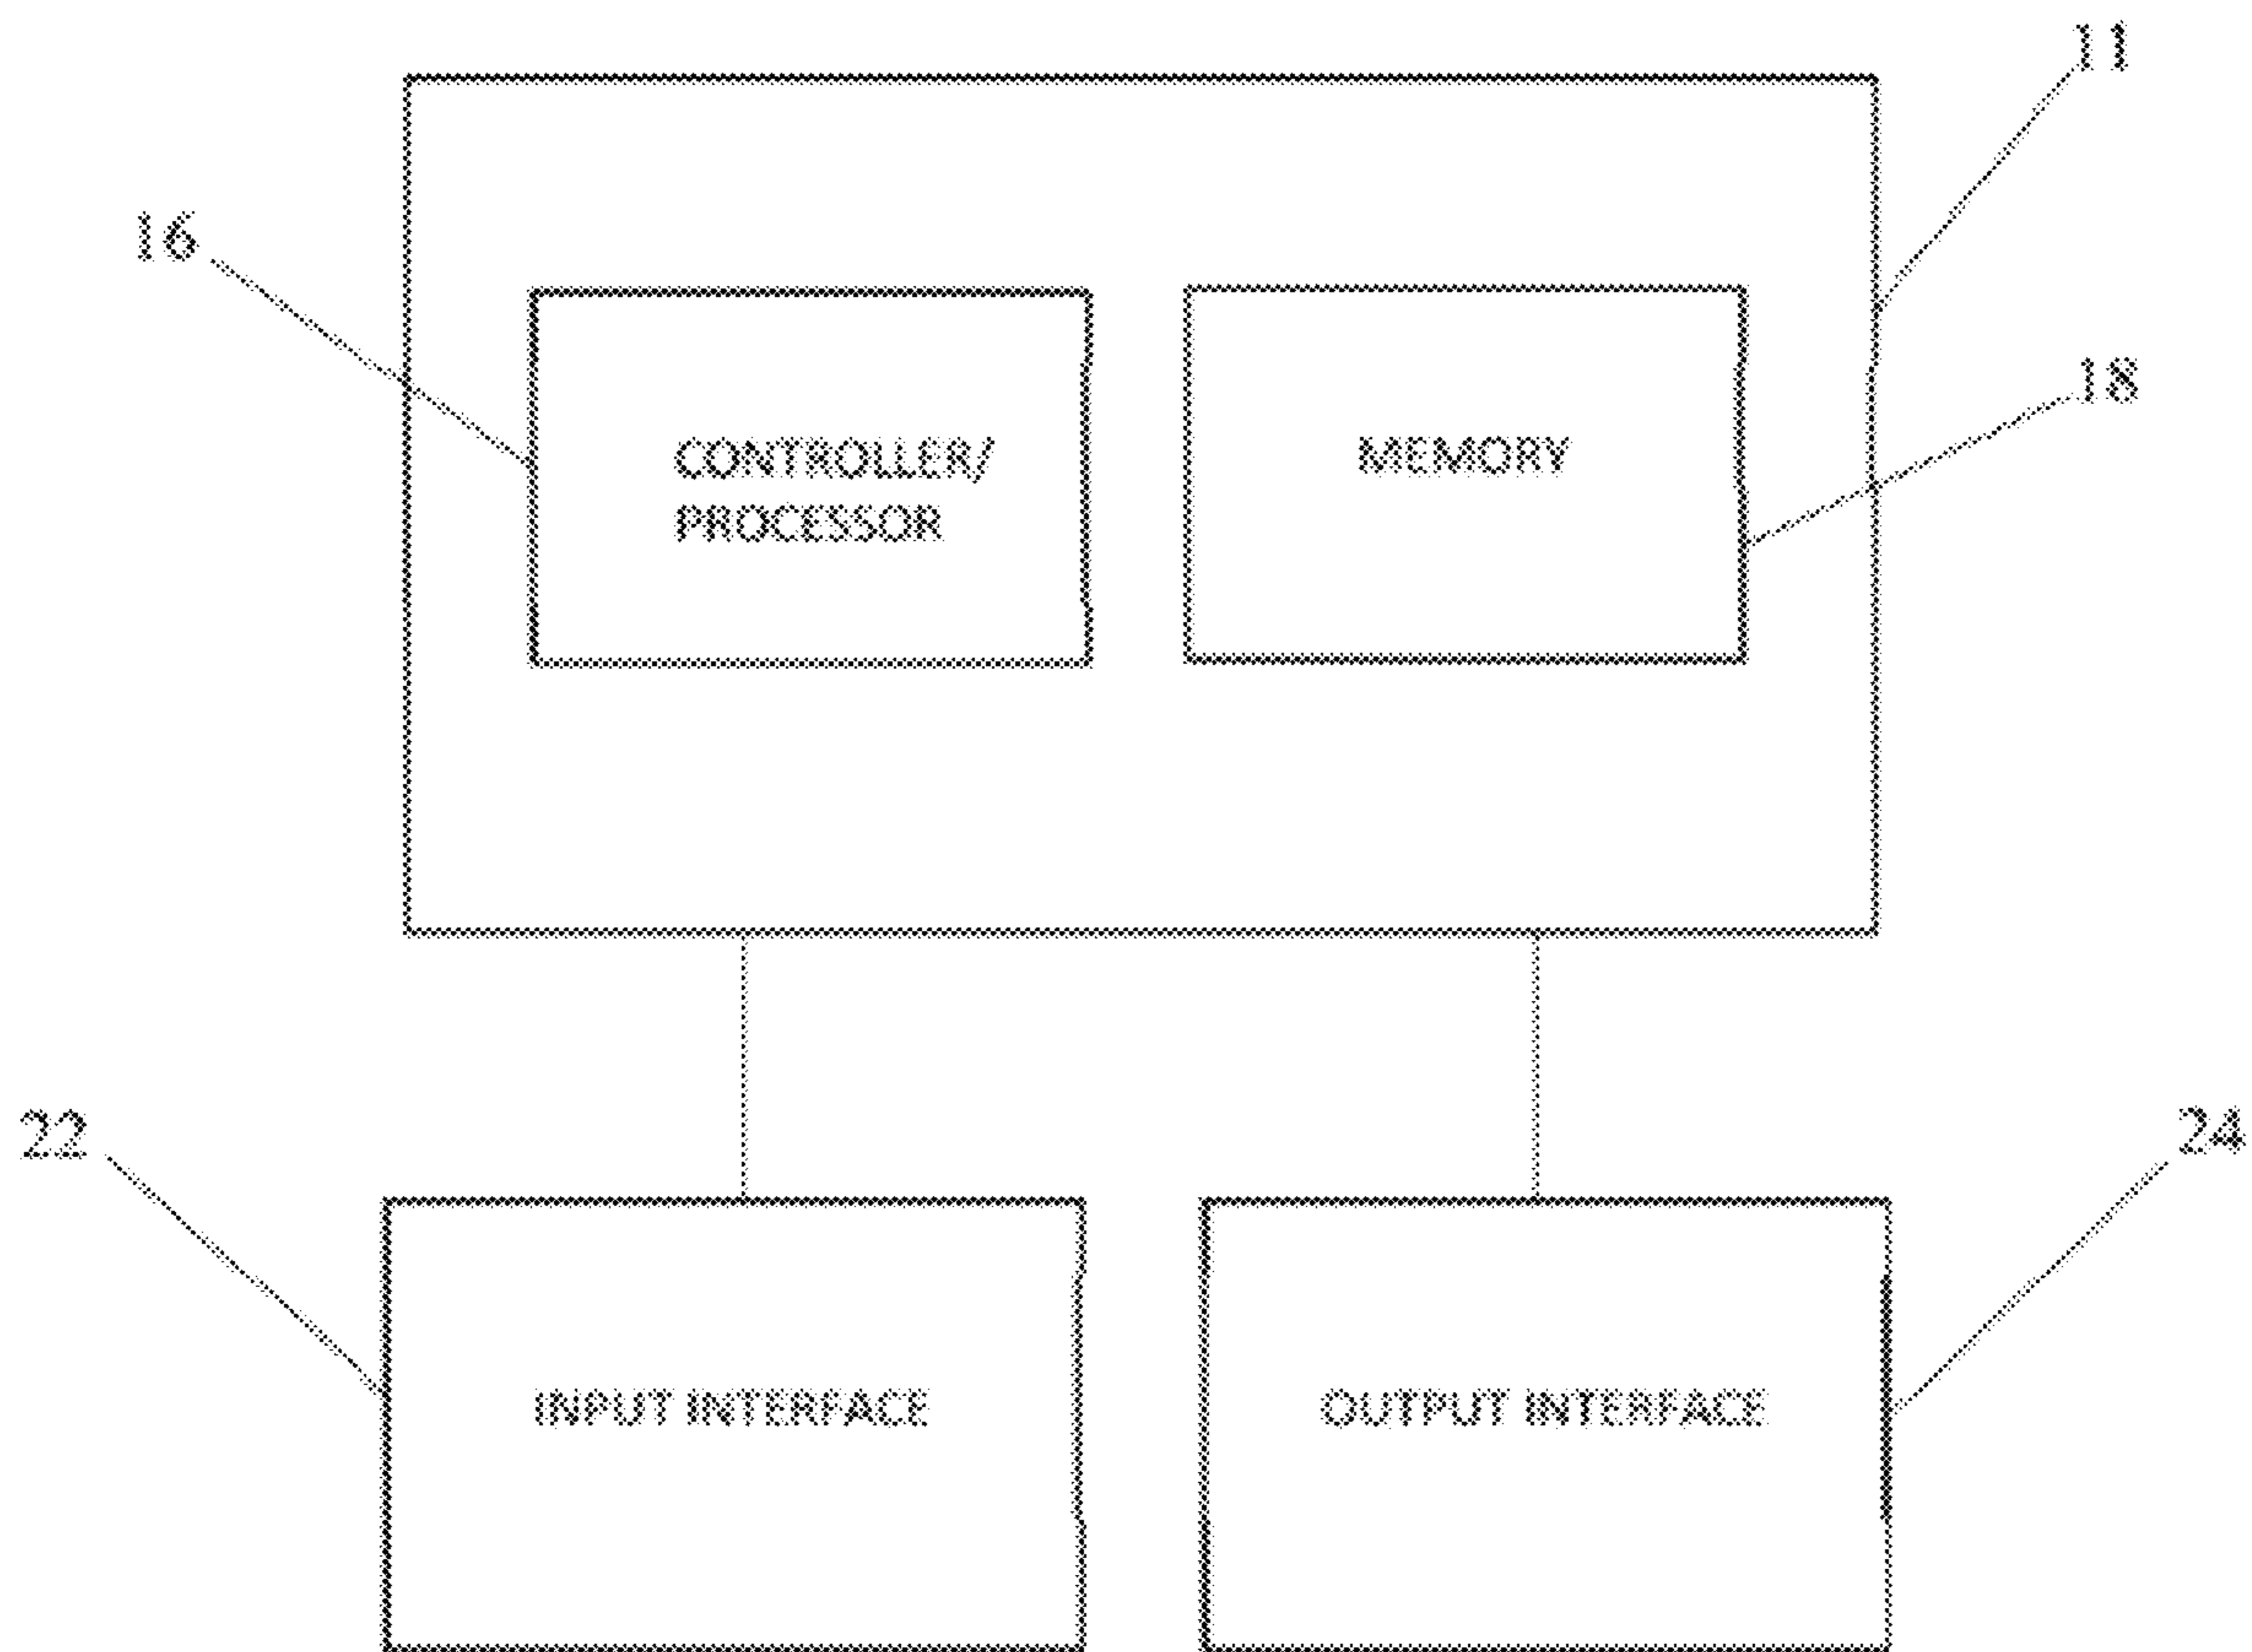 11
16
18
CONTROLLER/
PROCESSOR
MEMORY
22
24
INPUT INTERFACE
OUTPUT INTERFACE